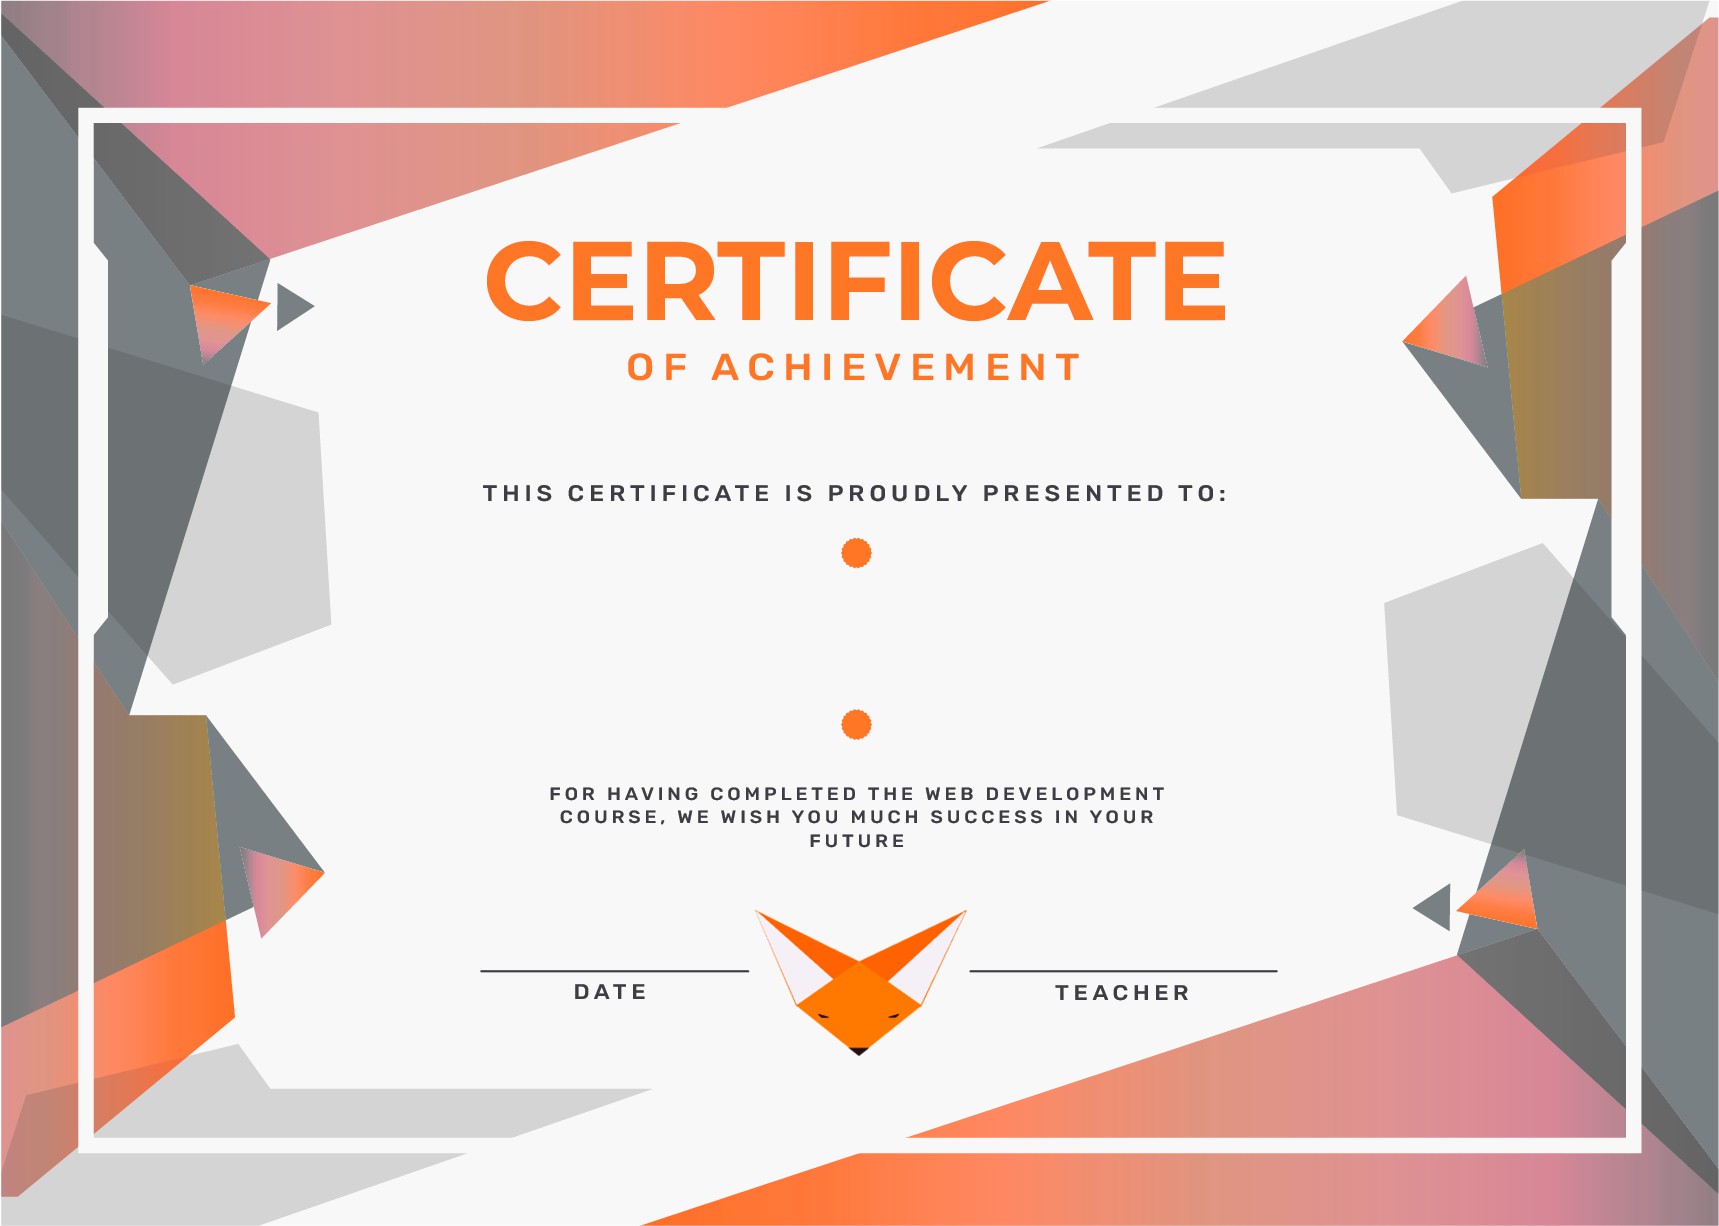 CERTIFICATE
OF ACHIEVEMENT
THIS CERTIFICATE IS PROUDLY PRESENTED TO:
FOR HAVING COMPLETED THE WEB DEVELOPMENT
COURSE, WE WISH YOU MUCH SUCCESS IN YOUR
FUTURE
DATE
TEACHER